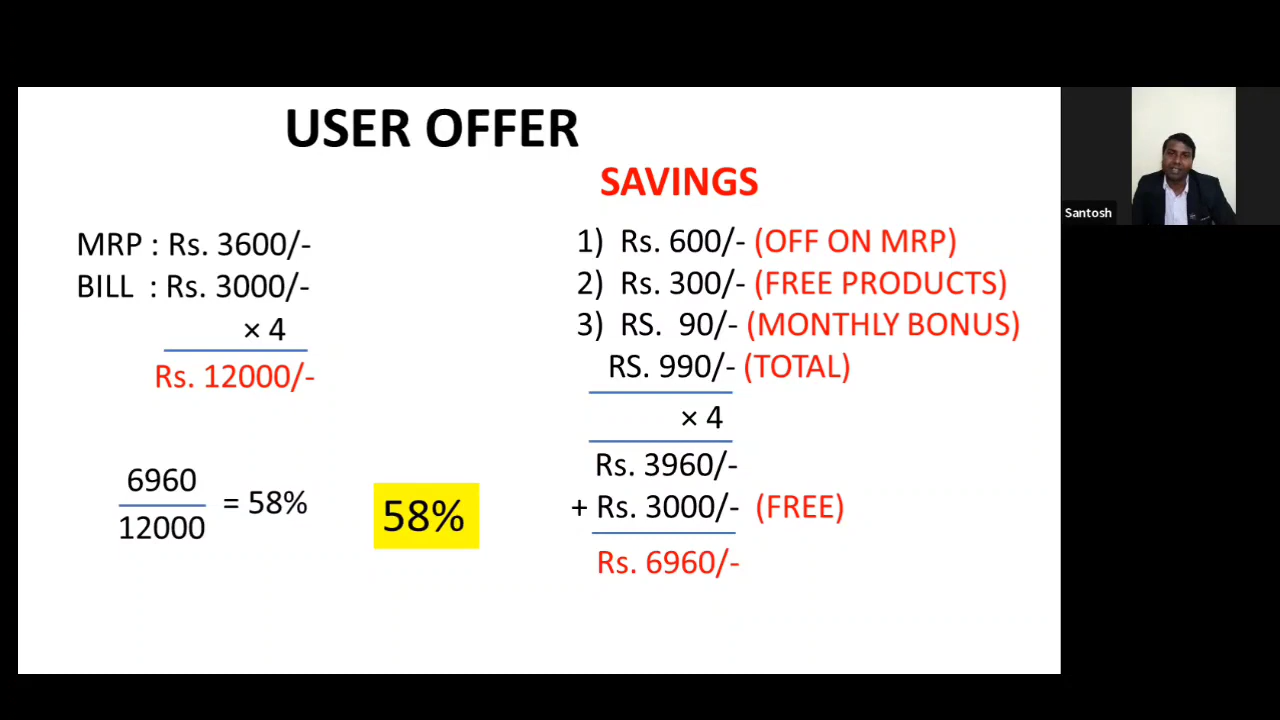 USER OFFER
SAVINGS
MRP : Rs. 3600/-
BILL : Rs. 3000/-
× 4
Rs. 12000/-
6960
12000
= 58%
58%
1) Rs. 600/- (OFF ON MRP)
2) Rs. 300/- (FREE PRODUCTS)
3) RS. 90/- (MONTHLY BONUS)
RS. 990/- (TOTAL)
× 4
Rs. 3960/-
+ Rs. 3000/- (FREE)
Rs. 6960/-
Santosh